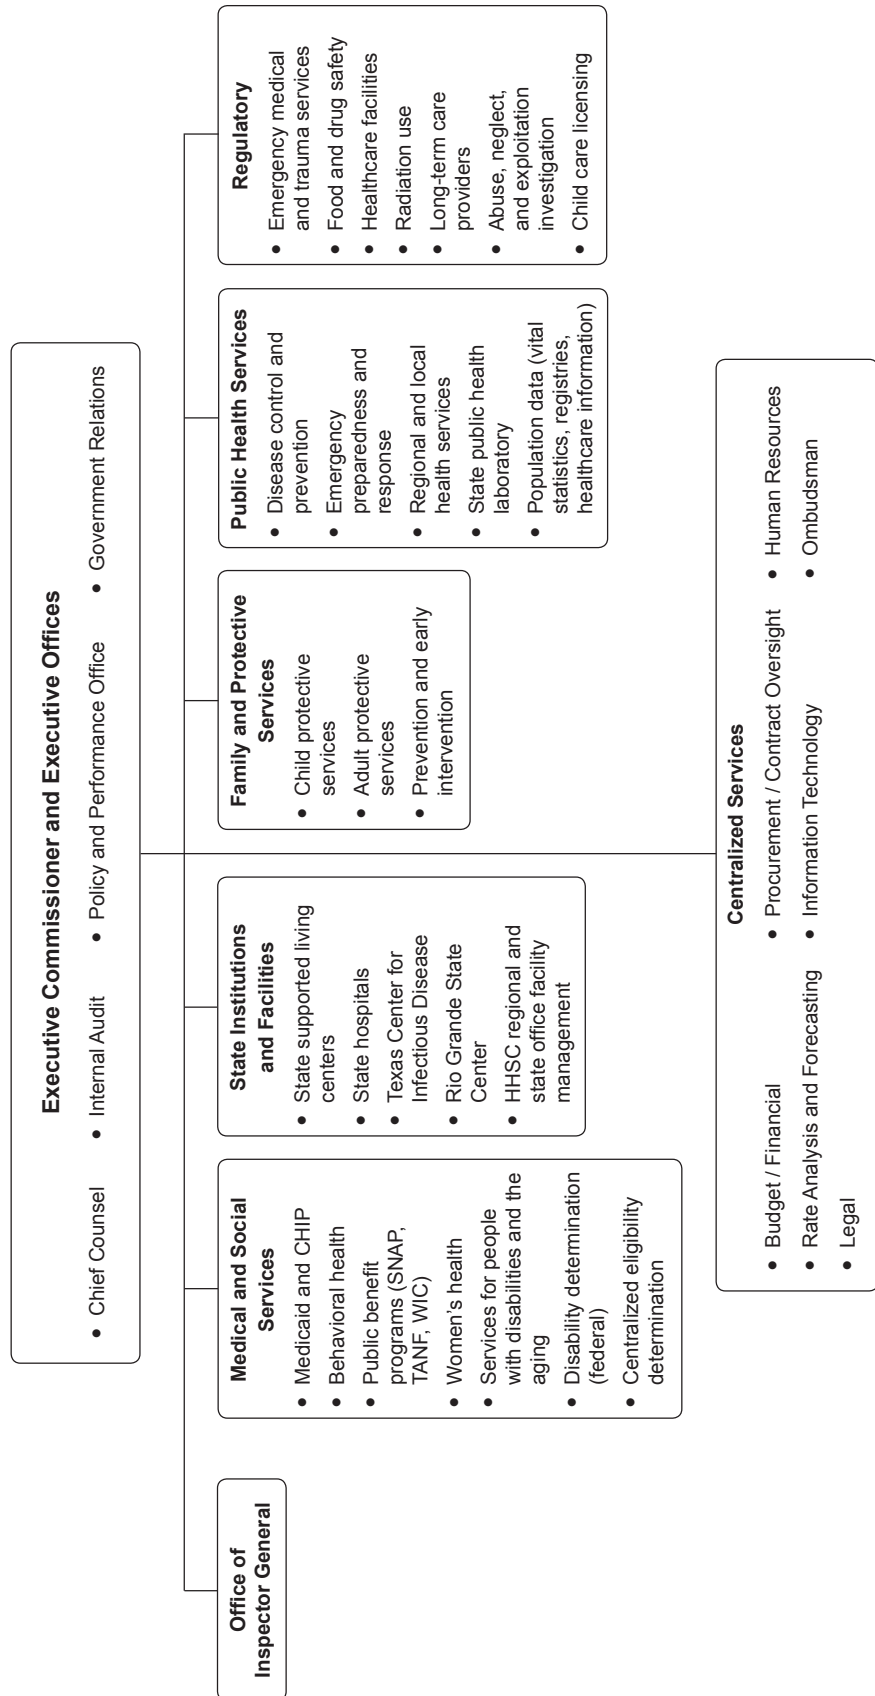 Executive Commissioner and Executive Offices
• Chief Counsel • Internal Audit • Policy and Performance Office • Government Relations
Office of
Inspector General
Medical and Social
Services
• Medicaid and CHIP
• Behavioral health
• Public benefit
programs (SNAP,
TANF, WIC)
• Women's health
• Services for people
with disabilities and the
aging
• Disability determination
(federal)
• Centralized eligibility
determination
State Institutions
and Facilities
• State supported living
centers
• State hospitals
• Texas Center for
Infectious Disease
• Rio Grande State
Center
• HHSC regional and
state office facility
management
Family and Protective
Services
• Child protective
services
• Adult protective
services
• Prevention and early
intervention
Public Health Services
• Disease control and
prevention
• Emergency
preparedness and
response
• Regional and local
health services
• State public health
laboratory
• Population data (vital
statistics, registries,
healthcare information)
Regulatory
• Emergency medical
and trauma services
• Food and drug safety
• Healthcare facilities
• Radiation use
• Long-term care
providers
• Abuse, neglect,
and exploitation
investigation
• Child care licensing
Centralized Services
• Budget / Financial • Procurement / Contract Oversight • Human Resources
• Rate Analysis and Forecasting • Information Technology • Ombudsman
• Legal